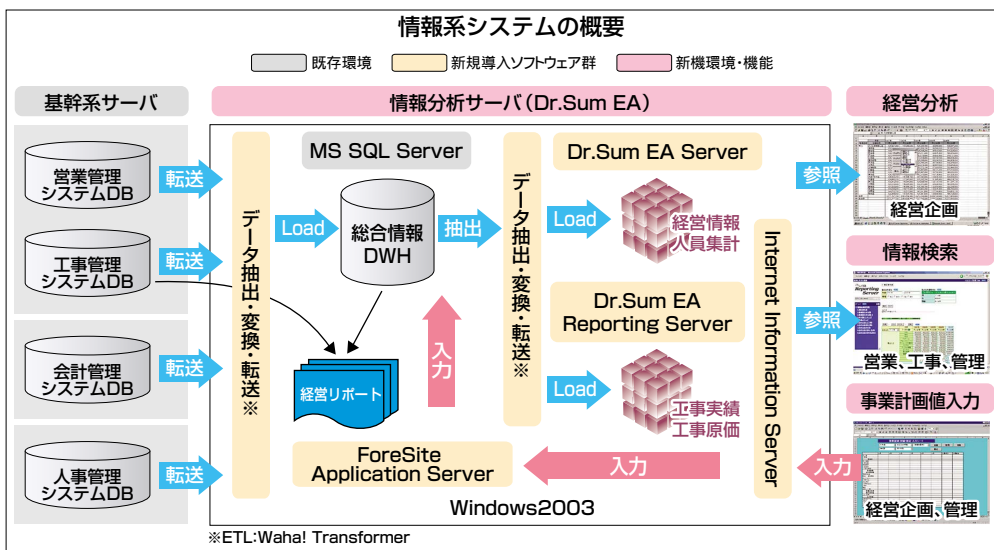 情報系システムの概要
既存環境
新規導入ソフトウェア群
新機環境・機能
基幹系サーバ
情報分析サーバ(Dr.Sum EA)
経営分析
営業管理
システムDB
転送
工事管理
システムDB
転送
会計管理
システムDB
転送
人事管理
システムDB
転送
データ抽出・変換・転送※
Load
MS SQL Server
総合情報
DWH
抽出
経営リポート
入力
ForeSite
Application Server
データ抽出・変換・転送※
Dr.Sum EA Server
Load
経営情報
人員集計
Dr.Sum EA
Reporting Server
Load
工事実績
工事原価
入力
Internet Information Server
Windows2003
参照
経営企画
情報検索
参照
Reporting
Server
営業、工事、管理
事業計画値入力
入力
経営企画、管理
※ETL:Waha! Transformer